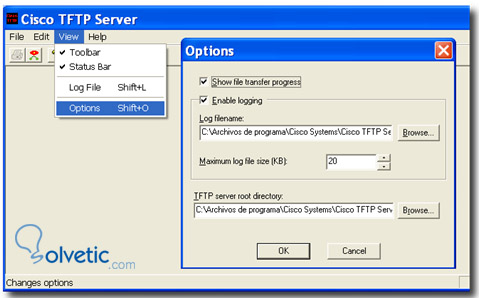 Cisco TFTP Server
File Edit View Help
Toolbar
Status Bar
Log File Shift+L
Options Shift+O
Options
Show file transfer progress
Enable logging
Log filename:
C:\Archivos de programa\Cisco Systems\Cisco TFTP Se
Browse...
Maximum log file size (KB):
20
TFTP server root directory:
C:\Archivos de programa\Cisco Systems\Cisco TFTP Serv
Browse...
OK
Cancel
Solvetic.com
Changes options